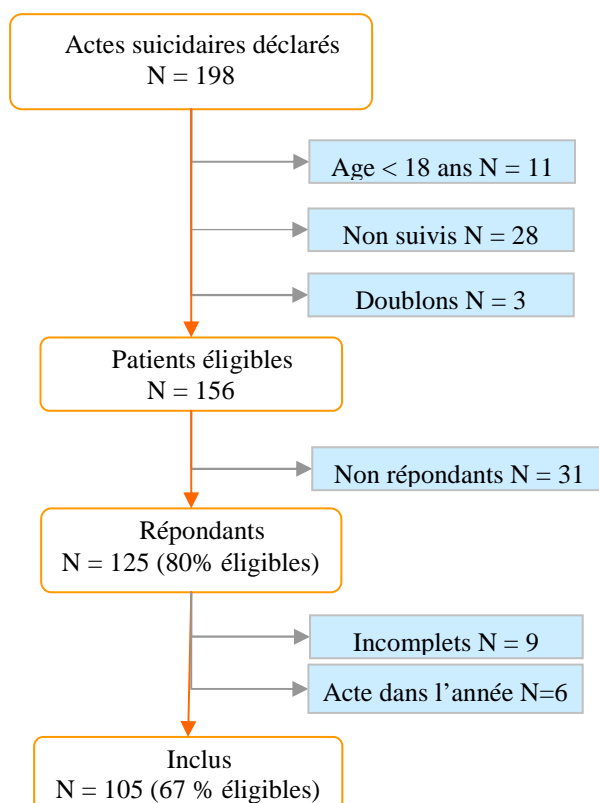 Actes suicidaires déclarés
N = 198
Age < 18 ans N = 11
Non suivis N = 28
Doublons N = 3
Patients éligibles
N = 156
Non répondants N = 31
Répondants
N = 125 (80% éligibles)
Incomplets N = 9
Acte dans l’année N=6
Inclus
N = 105 (67 % éligibles)